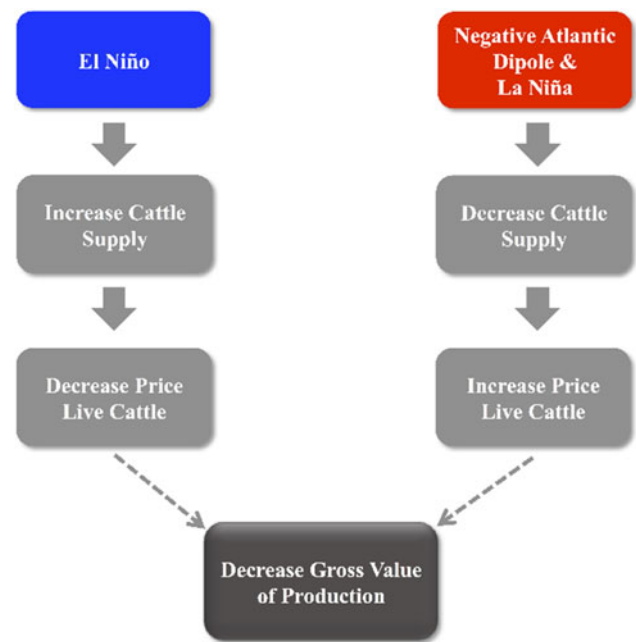 El Niño
Negative Atlantic
Dipole &
La Niña
Increase Cattle
Supply
Decrease Cattle
Supply
Decrease Price
Live Cattle
Increase Price
Live Cattle
Decrease Gross Value
of Production